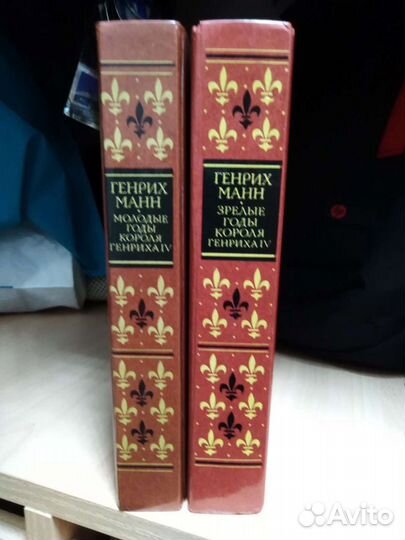 ГЕНРИХ
МАНН
МОЛОДЫЕ
ГОДЫ
КОРОЛЯ
ГЕНРИХА IV
ГЕНРИХ
МАНН
ЗРЕЛЫЕ
ГОДЫ
КОРОЛЯ
ГЕНРИХА IV
Avito